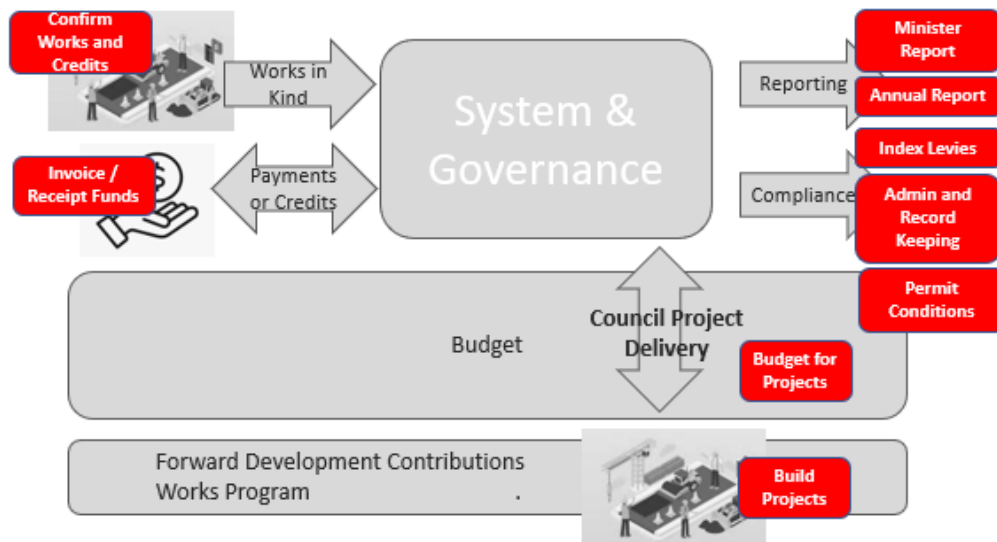 Confirm
Works and
Credits
Works in
Kind
Invoice /
Receipt Funds
$
Payments
or Credits
System &
Governance
Reporting
Minister
Report
Annual Report
Compliance
Index Levies
Admin and
Record
Keeping
Permit
Conditions
Budget
Council Project
Delivery
Budget for
Projects
Forward Development Contributions
Works Program .
Build
Projects